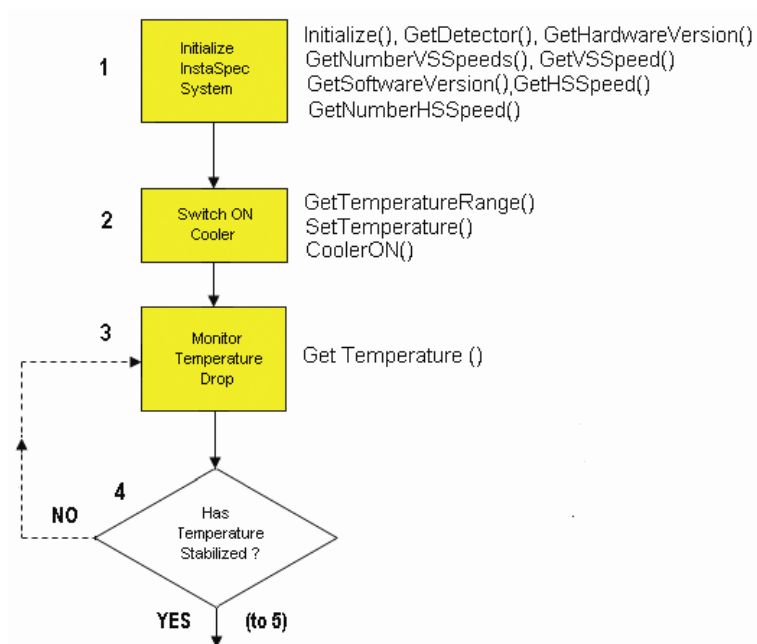 1
Initialize
InstaSpec
System
Initialize(), GetDetector(), GetHardwareVersion()
GetNumberVSSpeeds(), GetVSSpeed()
GetSoftwareVersion(),GetHSSpeed()
GetNumberHSSpeed()
2
Switch ON
Cooler
GetTemperatureRange()
SetTemperature()
CoolerON()
3
Monitor
Temperature
Drop
Get Temperature ()
4
NO
Has
Temperature
Stabilized ?
YES (to 5)